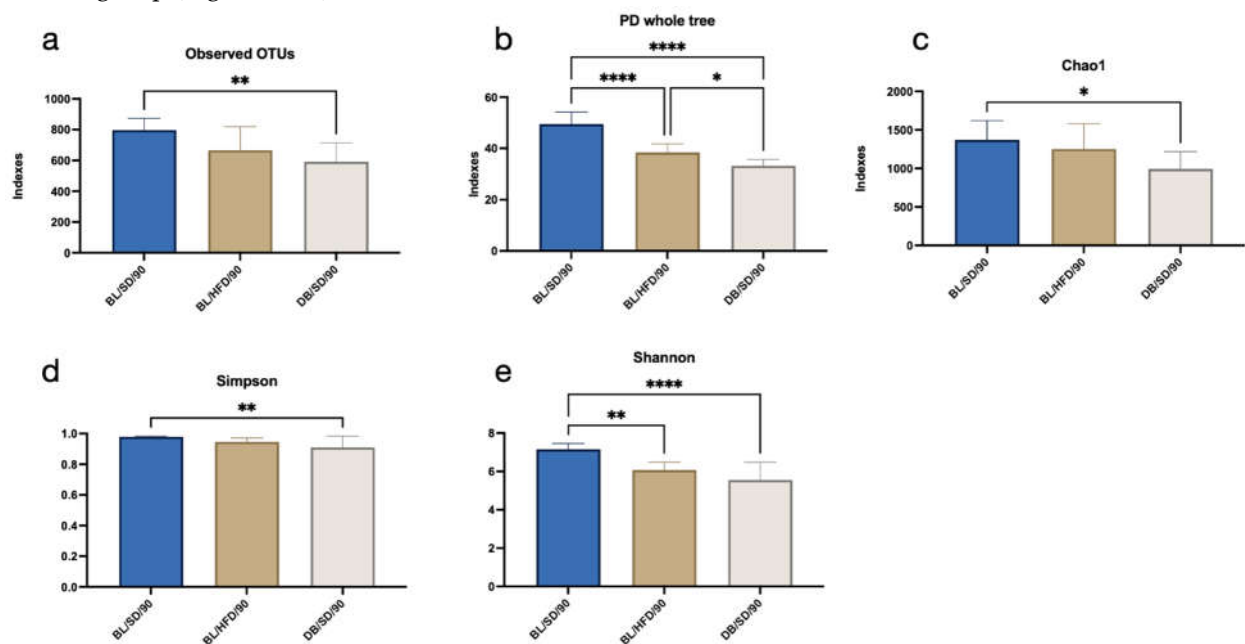 a
Observed OTUs
**
Indexes
1000
800
600
400
200
0
BL/SD/90
BL/HFD/90
DB/SD/90
b
PD whole tree
****
****
*
Indexes
60
40
20
0
BL/SD/90
BL/HFD/90
DB/SD/90
c
Chao1
*
Indexes
2000
1500
1000
500
0
BL/SD/90
BL/HFD/90
DB/SD/90
d
Simpson
**
1.0
0.8
0.6
0.4
0.2
0.0
BL/SD/90
BL/HFD/90
DB/SD/90
e
Shannon
****
**
8
6
4
2
0
BL/SD/90
BL/HFD/90
DB/SD/90